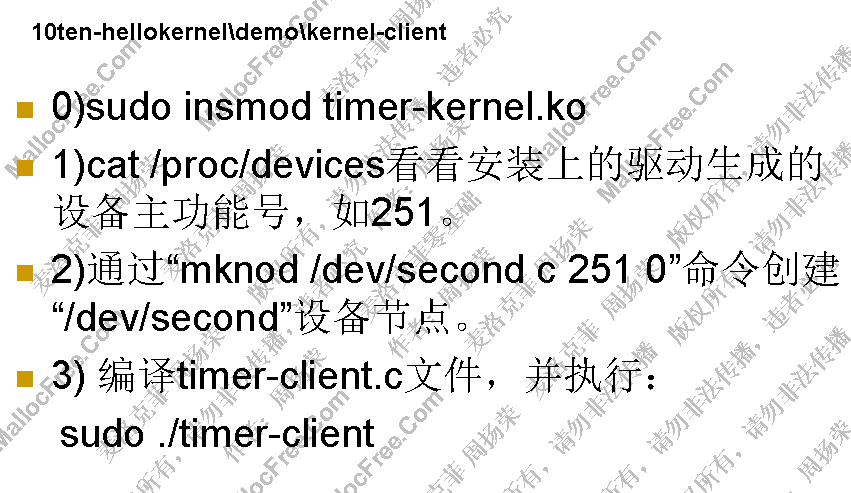 10ten-hellokernel\demo\kernel-client
0)sudo insmod timer-kernel.ko
1)cat /proc/devices看看安装上的驱动生成的
设备主功能号，如251。
2)通过“mknod /dev/second c 251 0”命令创建
“/dev/second”设备节点。
3) 编译timer-client.c文件，并执行：
sudo ./timer-client